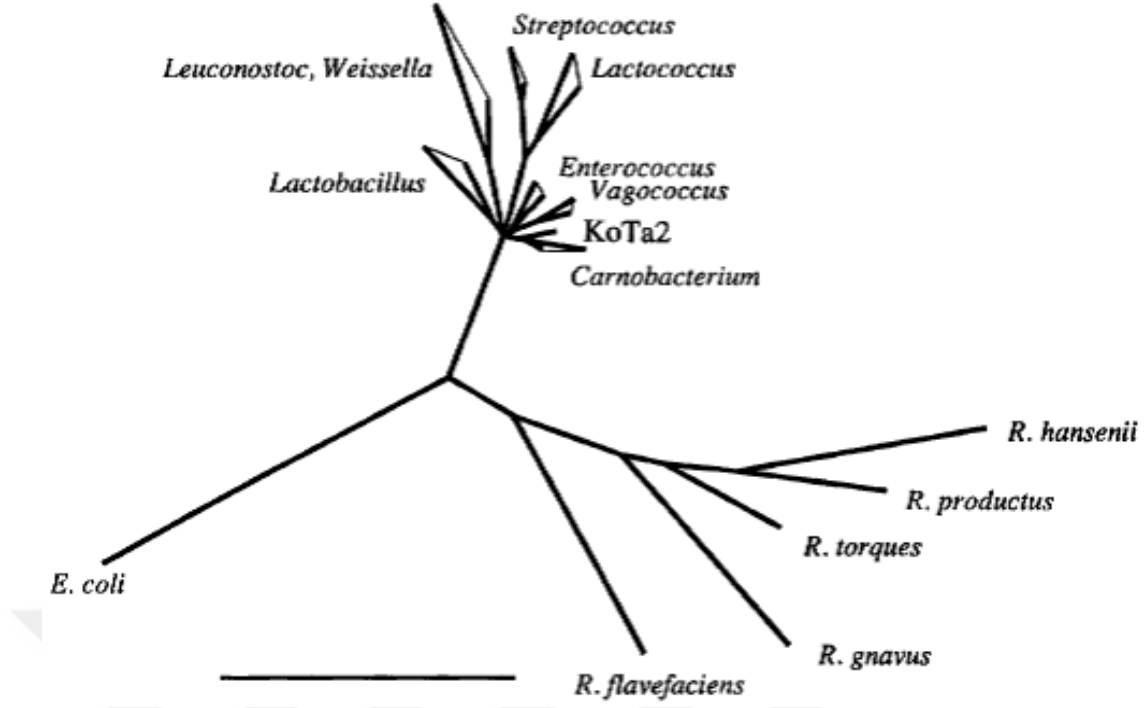 Streptococcus
Leuconostoc, Weissella
Lactococcus
Enterococcus
Lactobacillus
Vagococcus
KoTa2
Carnobacterium
R. hansenii
R. productus
R. torques
E. coli
R. gnavus
R. flavefaciens